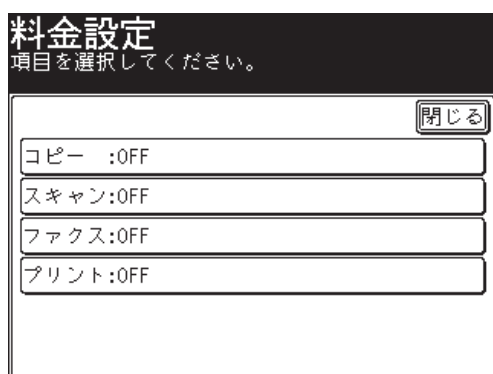 料金設定
項目を選択してください。
閉じる
コピー　:OFF
スキャン:OFF
ファクス:OFF
プリント:OFF